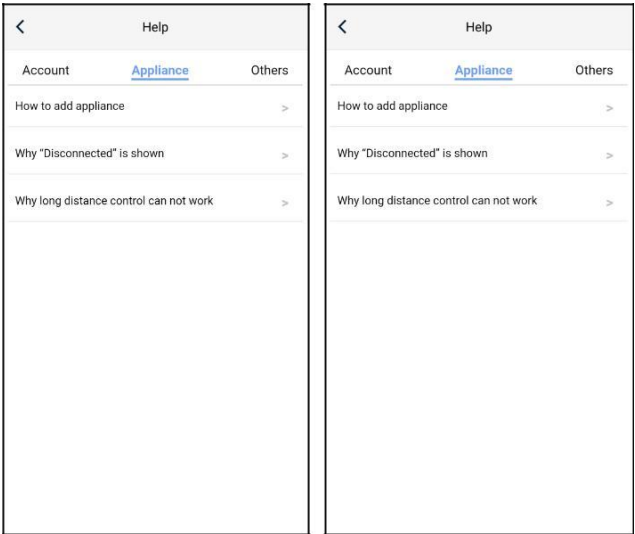 Help
Account Appliance Others
How to add appliance >
Why “Disconnected” is shown >
Why long distance control can not work >
Help
Account Appliance Others
How to add appliance >
Why “Disconnected” is shown >
Why long distance control can not work >